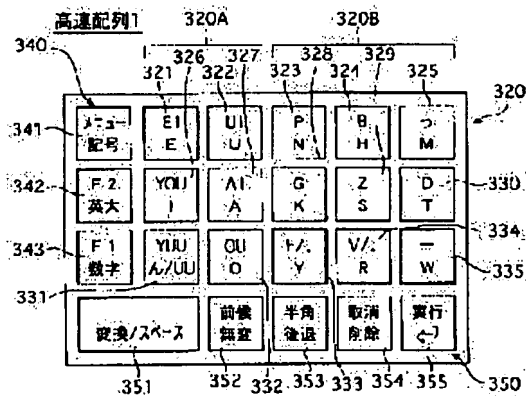 高速配列1
320A
320B
340
326
327
328
329
321
322
323
324
325
320
341
メニュー
記号
EI
E
UI
U
P
N
B
H
っ
M
342
F2
英大
YOU
I
AI
A
G
K
Z
S
D
T
330
343
F1
数字
YUU
ん/UU
OU
O
Y
R
ー
W
334
335
331
変換/スペース
前候
無変
半角
後退
取消
削除
実行
351
352
332
353
333
354
355
350